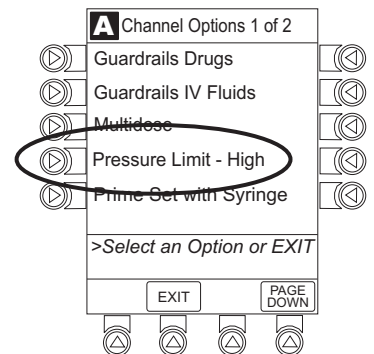 A Channel Options 1 of 2
Guardrails Drugs
Guardrails IV Fluids
Multidose
Pressure Limit - High
Prime Set with Syringe
>Select an Option or EXIT
EXIT
PAGE
DOWN